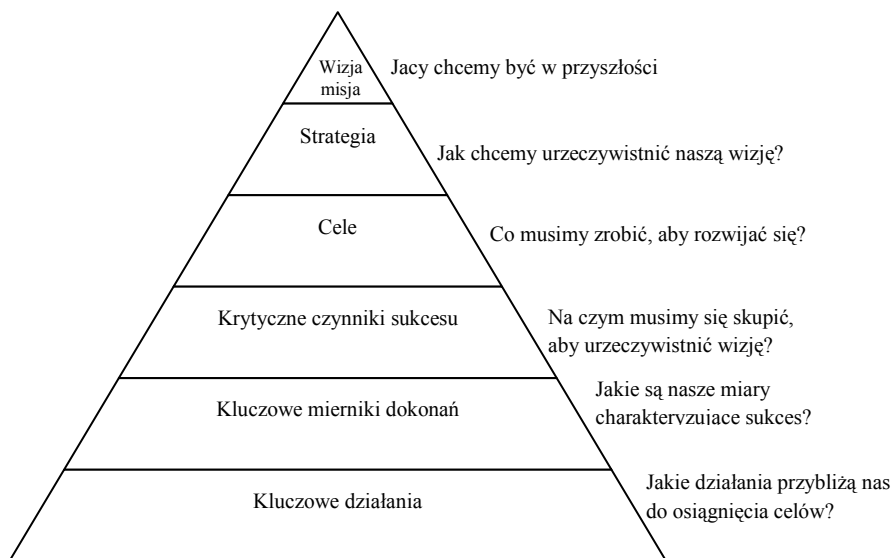 Wizja
misja
Jacy chcemy być w przyszłości
Strategia
Jak chcemy urzeczywistnić naszą wizję?
Cele
Co musimy zrobić, aby rozwijać się?
Krytyczne czynniki sukcesu
Na czym musimy się skupić,
aby urzeczywistnić wizję?
Kluczowe mierniki dokonań
Jakie są nasze miary
charakteryzujące sukces?
Kluczowe działania
Jakie działania przybliżą nas
do osiągnięcia celów?